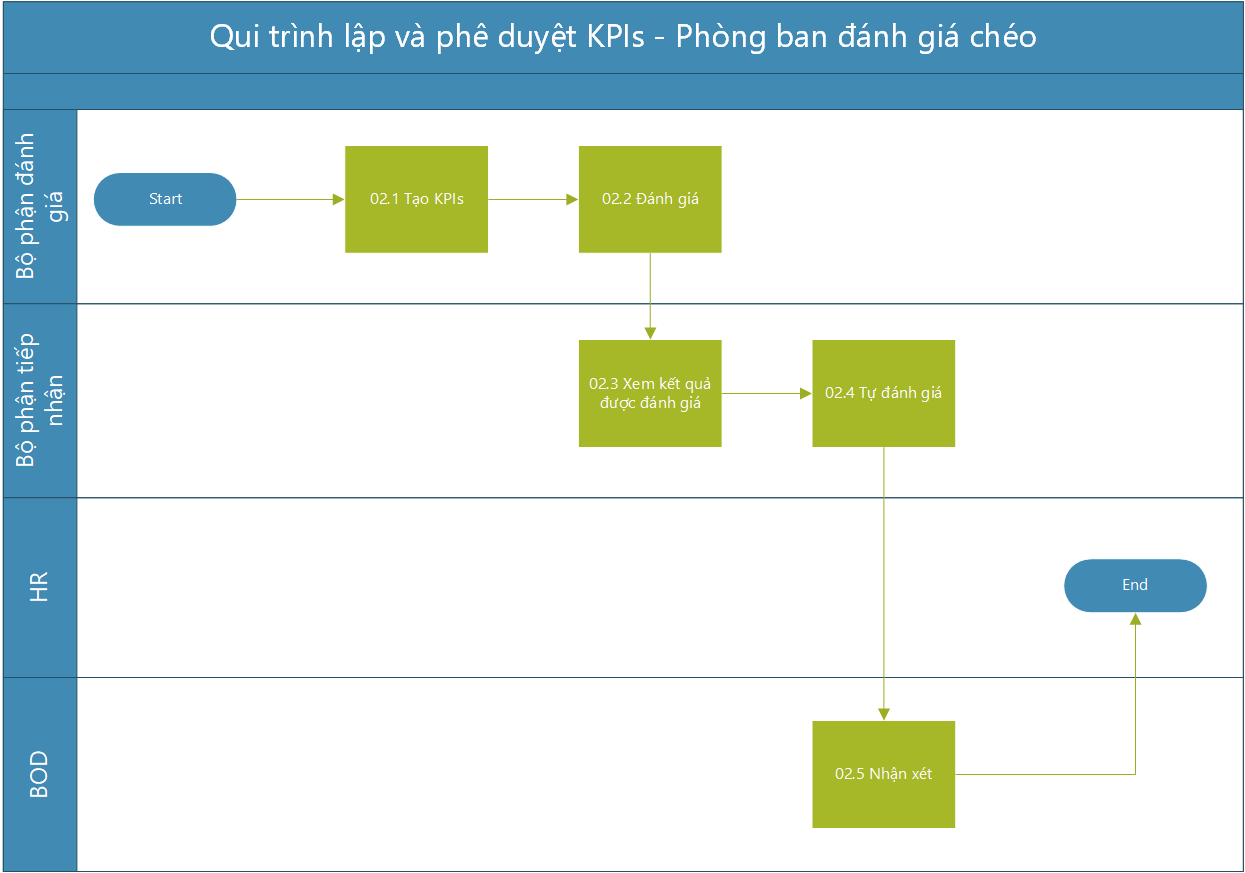 Qui trình lập và phê duyệt KPIs - Phòng ban đánh giá chéo
Bộ phận đánh
giá
Start
02.1 Tạo KPIs
02.2 Đánh giá
Bộ phận tiếp
nhận
02.3 Xem kết quả
được đánh giá
02.4 Tự đánh giá
HR
End
BOD
02.5 Nhận xét